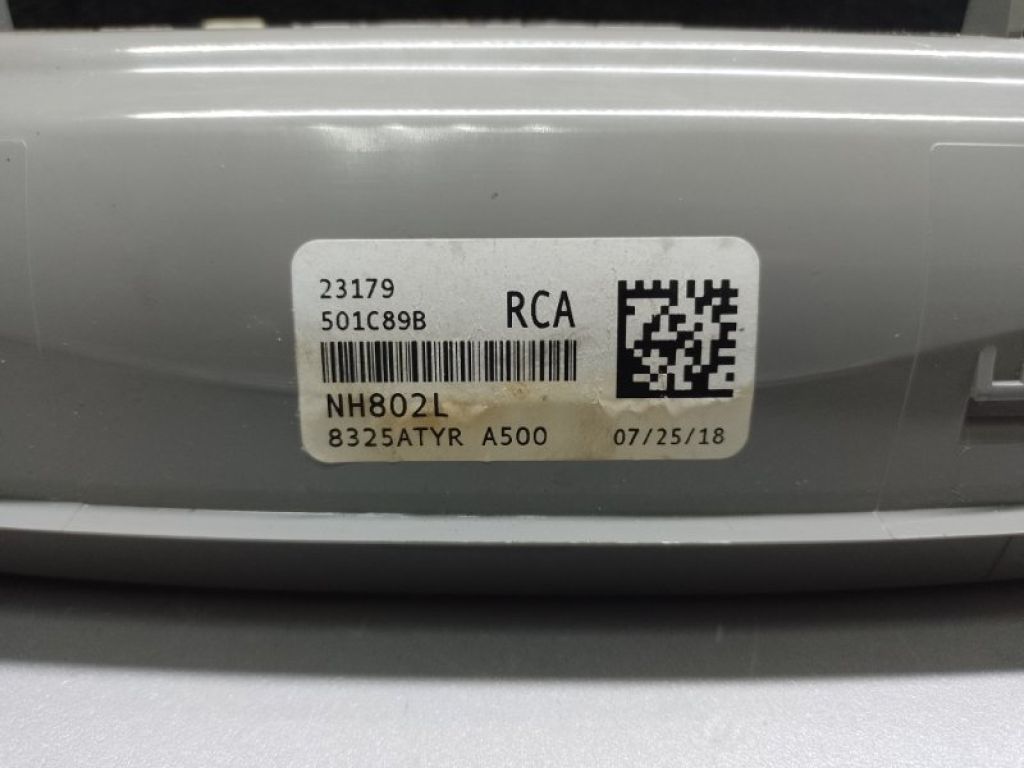 23179
501C89B RCA
NH802L
8325ATYR A500 07/25/18